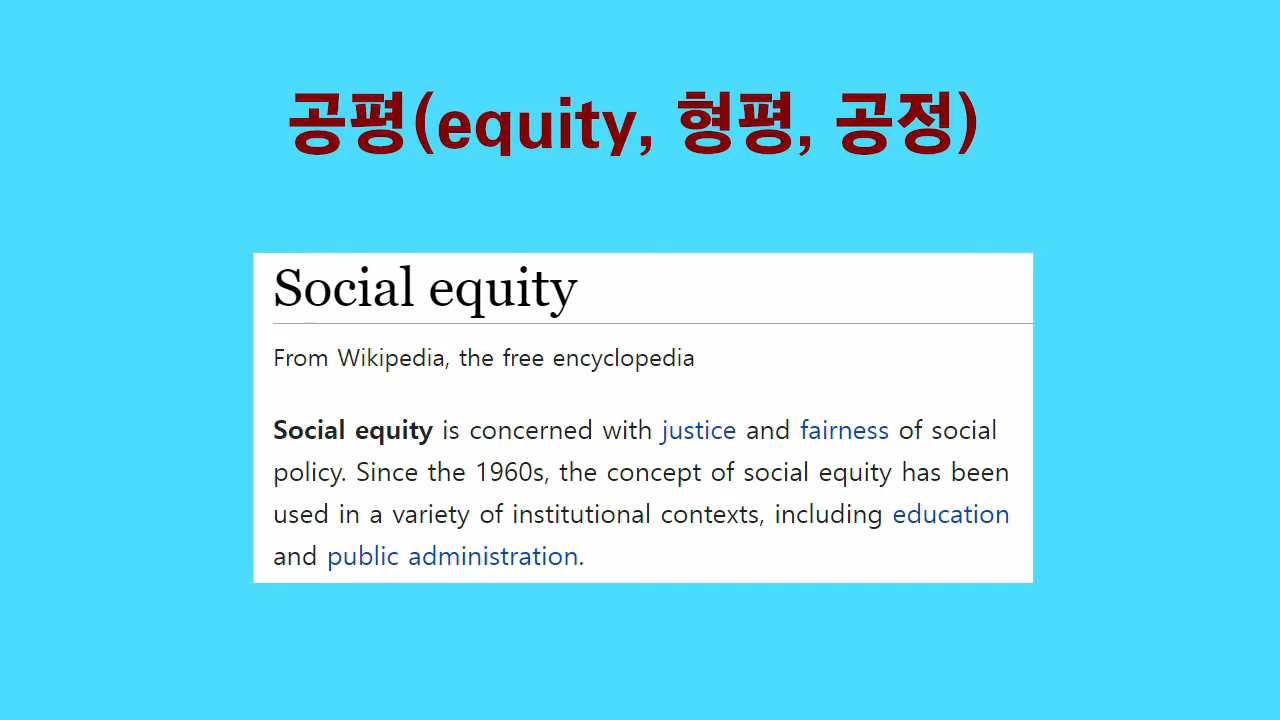 공평(equity, 형평, 공정)
Social equity
From Wikipedia, the free encyclopedia
Social equity is concerned with justice and fairness of social
policy. Since the 1960s, the concept of social equity has been
used in a variety of institutional contexts, including education
and public administration.